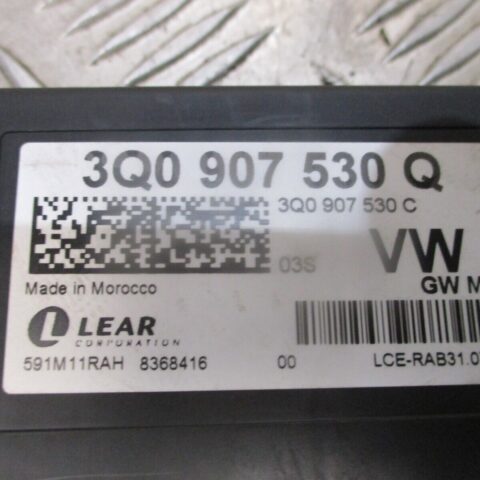 3Q0 907 530 Q
3Q0 907 530 C
03S
VW
Made in Morocco
GW M
LEAR
CORPORATION
591M11RAH 8368416 00 LCE-RAB31.0